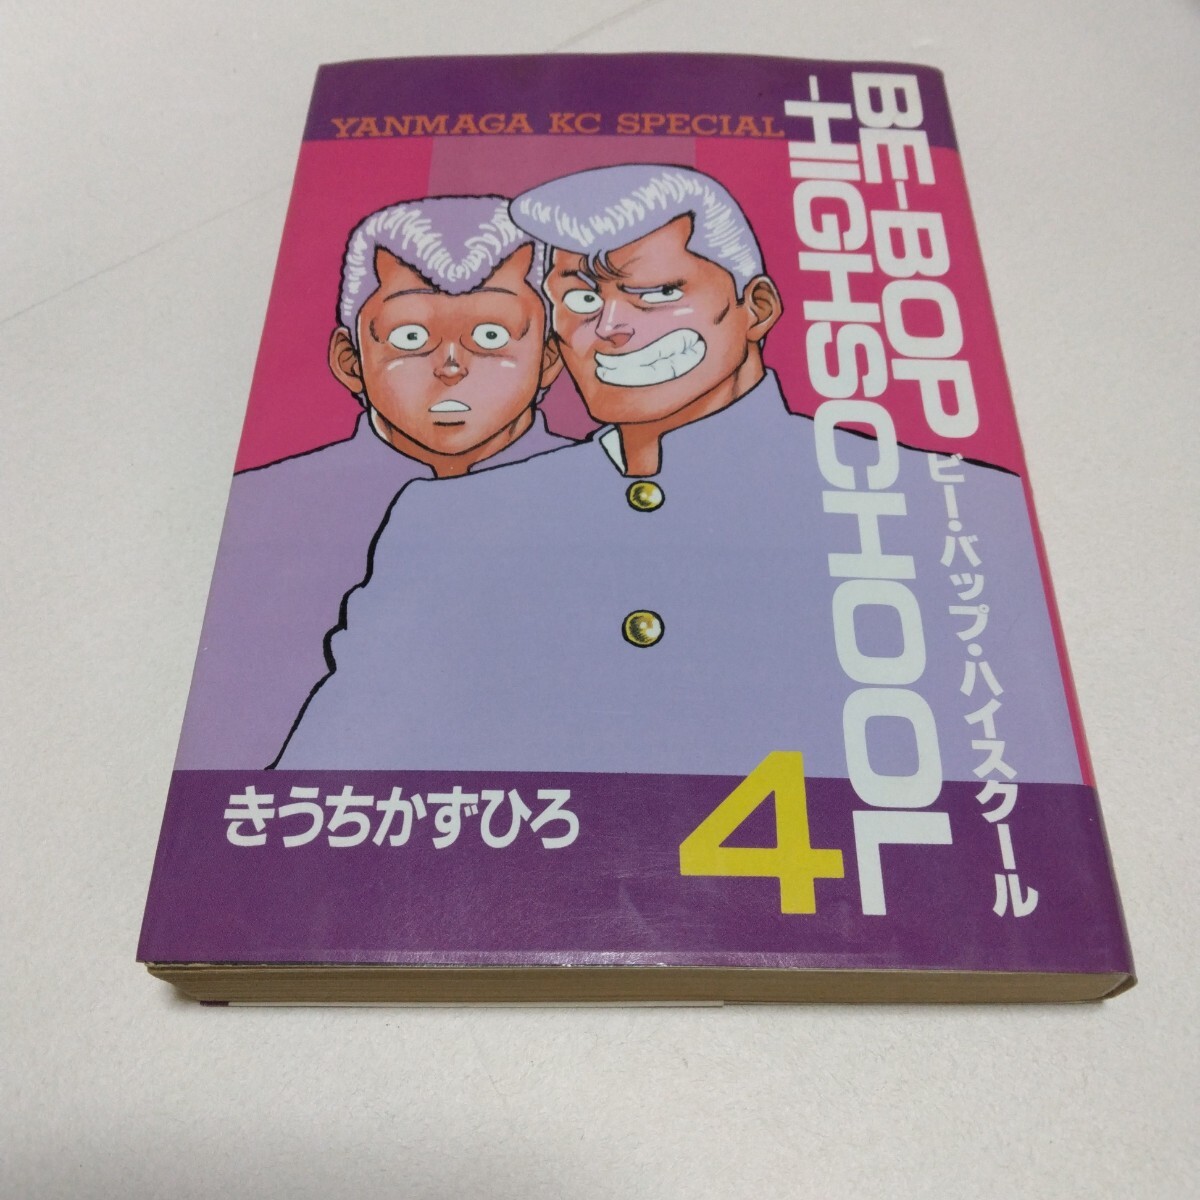 YANMAGA KC SPECIAL
BE-BOP
-HIGHSCHOOL
ビー・バップ・ハイスクール
きうちかずひろ
4